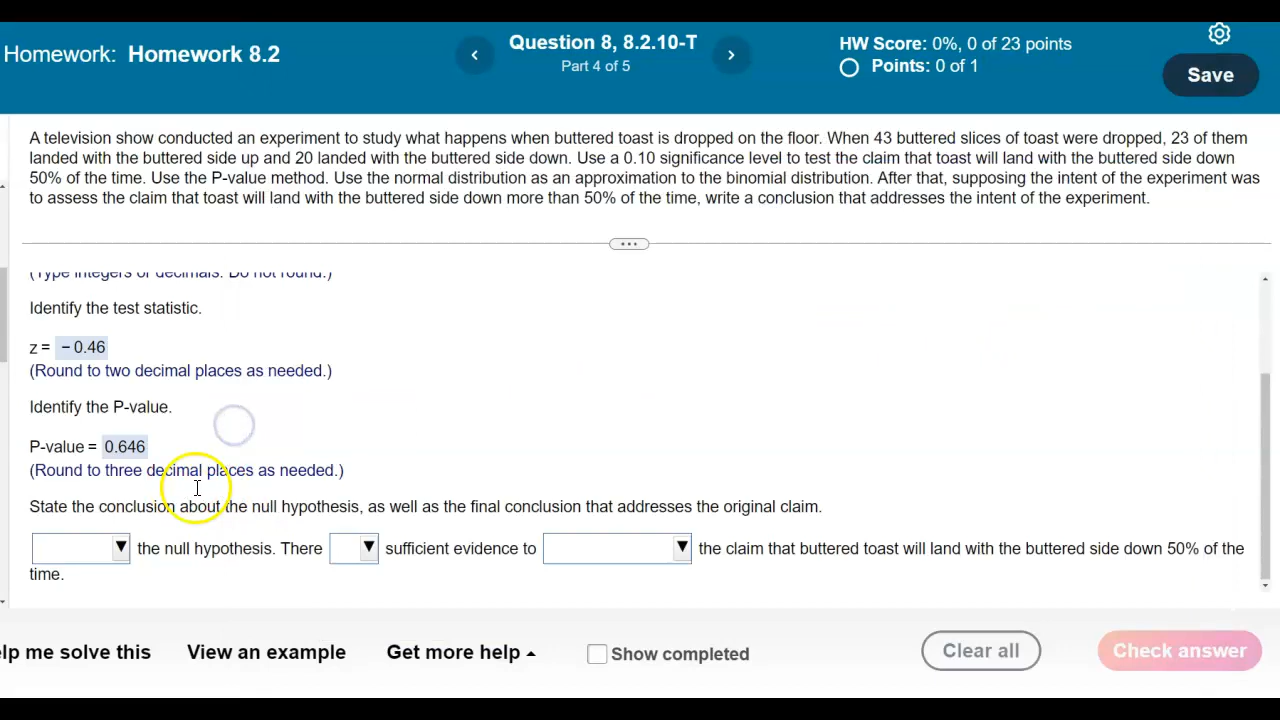 Homework: Homework 8.2
Question 8, 8.2.10-T
Part 4 of 5
HW Score: 0%, 0 of 23 points
Points: 0 of 1
Save
A television show conducted an experiment to study what happens when buttered toast is dropped on the floor. When 43 buttered slices of toast were dropped, 23 of them
landed with the buttered side up and 20 landed with the buttered side down. Use a 0.10 significance level to test the claim that toast will land with the buttered side down
50% of the time. Use the P-value method. Use the normal distribution as an approximation to the binomial distribution. After that, supposing the intent of the experiment was
to assess the claim that toast will land with the buttered side down more than 50% of the time, write a conclusion that addresses the intent of the experiment.
(Type integers or decimals. Do not round.)
Identify the test statistic.
z = − 0.46
(Round to two decimal places as needed.)
Identify the P-value.
P-value = 0.646
(Round to three decimal places as needed.)
State the conclusion about the null hypothesis, as well as the final conclusion that addresses the original claim.
the null hypothesis. There sufficient evidence to the claim that buttered toast will land with the buttered side down 50% of the
time.
lp me solve this View an example Get more help Show completed Clear all Check answer